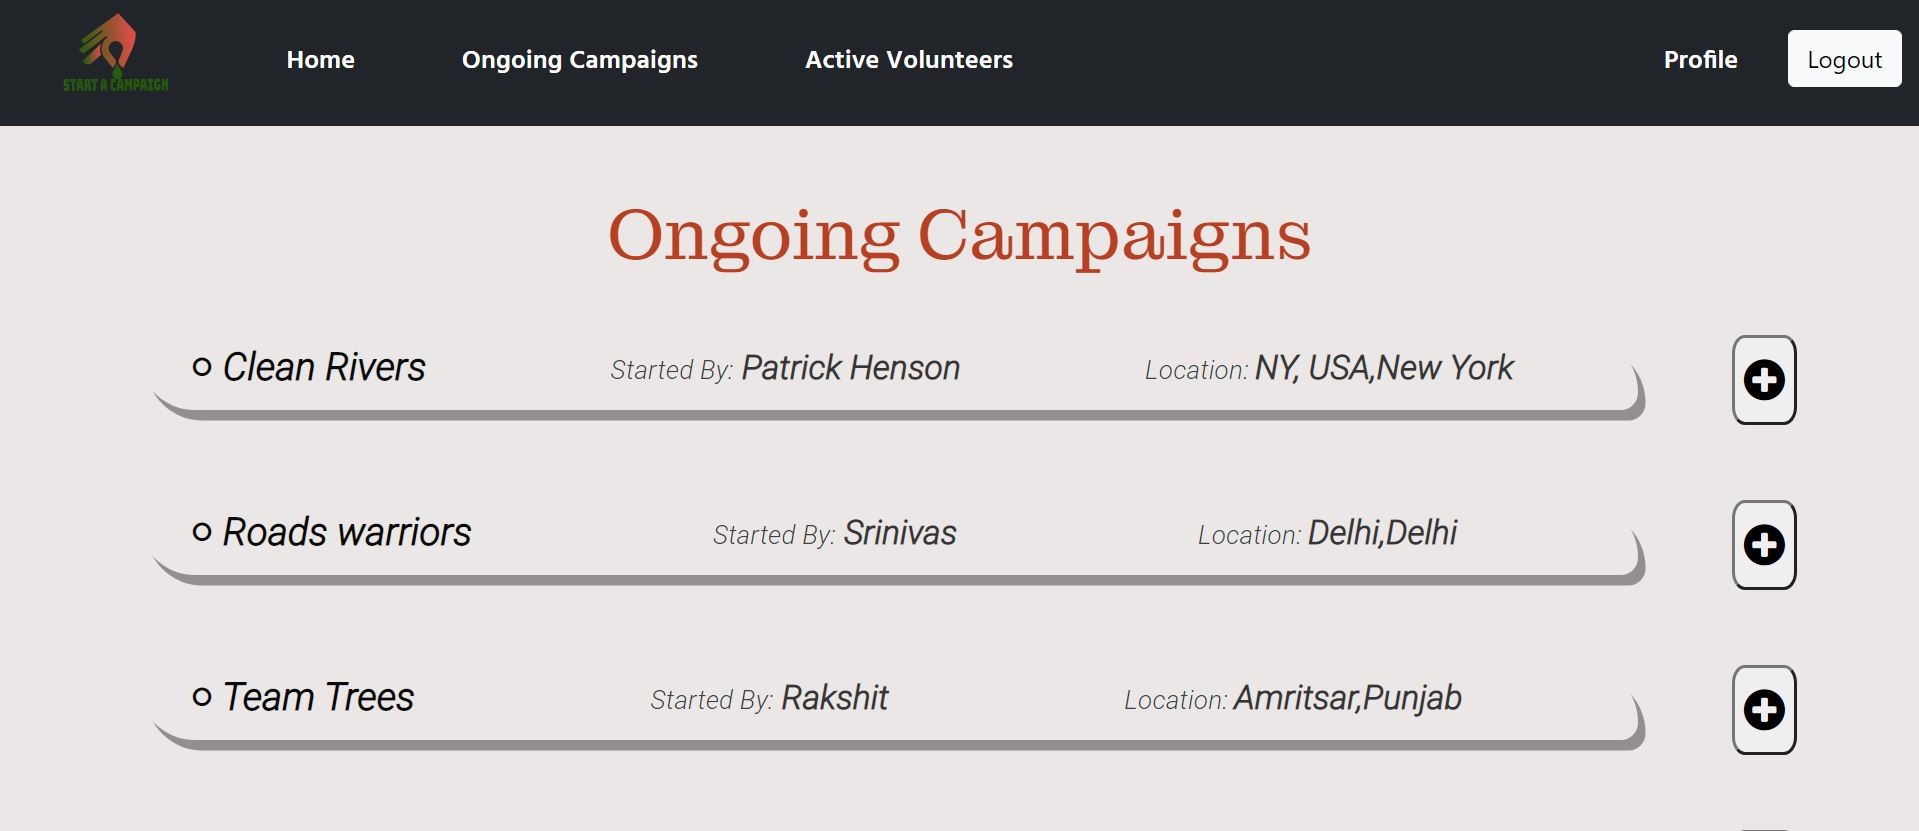 START A CAMPAIGN
Home Ongoing Campaigns Active Volunteers Profile Logout
Ongoing Campaigns
Clean Rivers Started By: Patrick Henson Location: NY, USA,New York
Roads warriors Started By: Srinivas Location: Delhi,Delhi
Team Trees Started By: Rakshit Location: Amritsar,Punjab